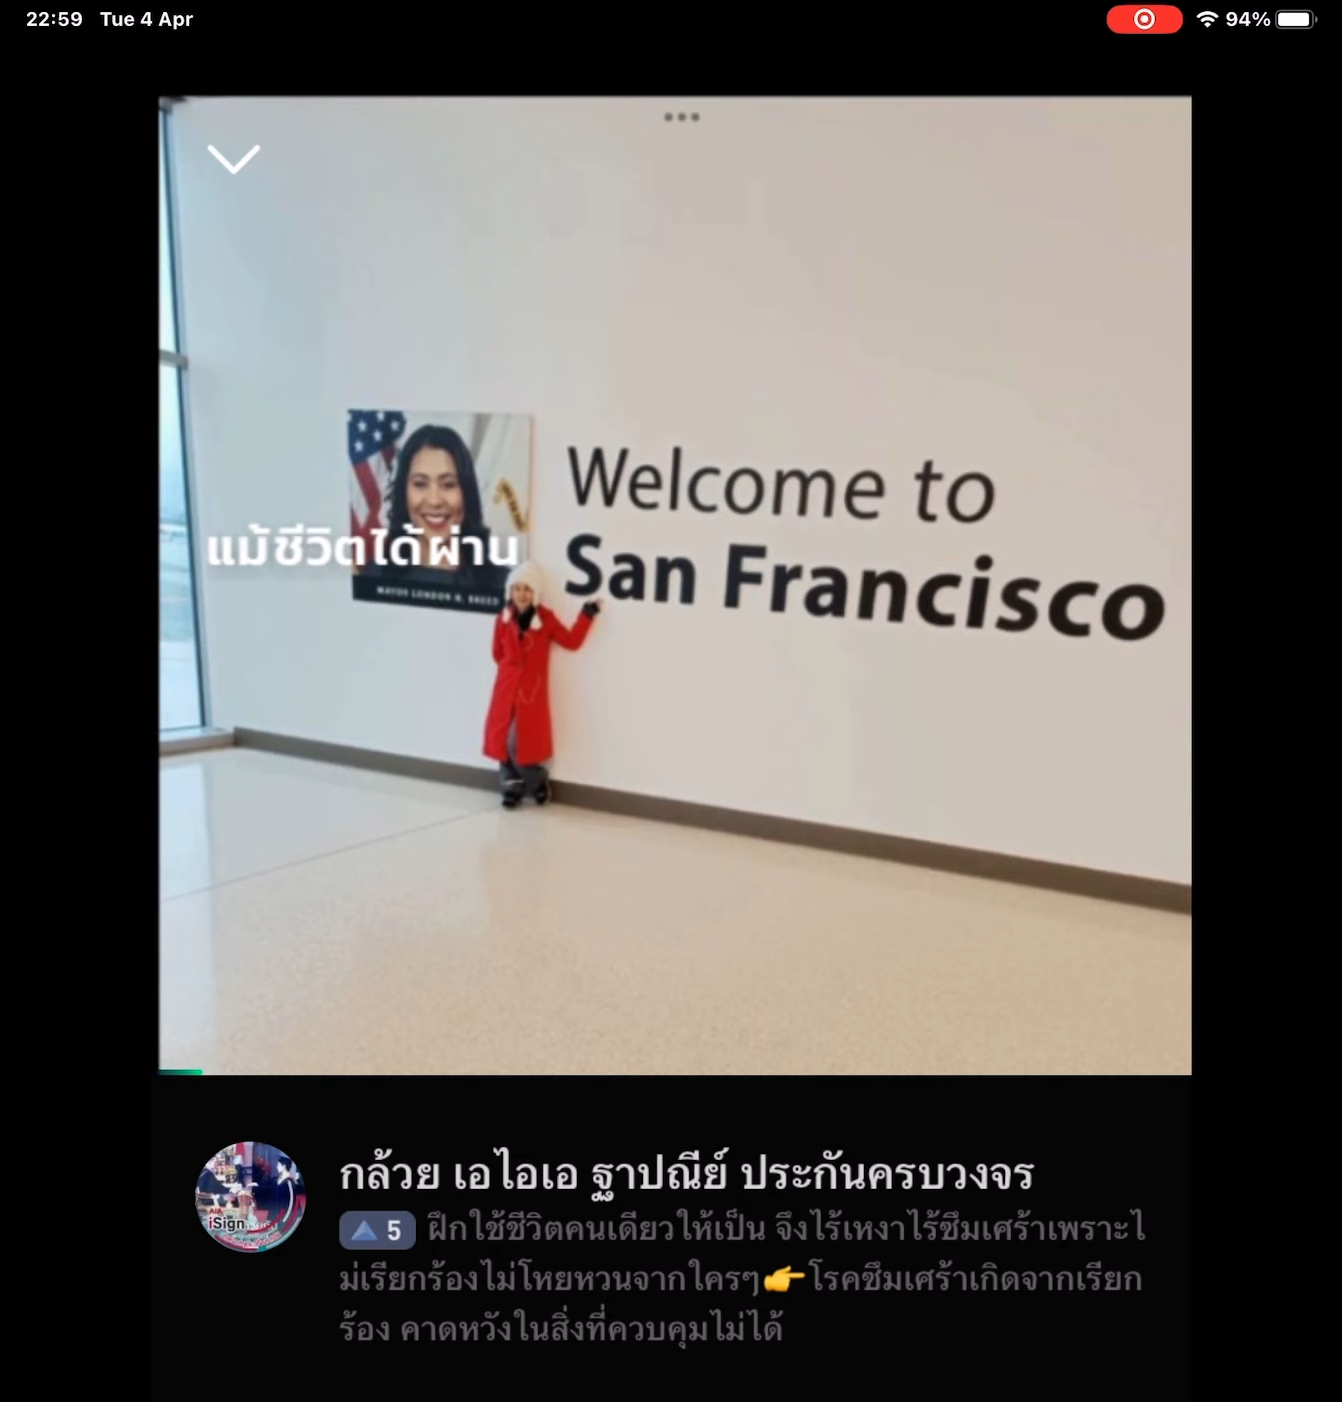 22:59 Tue 4 Apr
94%
Welcome to
San Francisco
แม้ชีวิตได้ผ่าน
MAYOR LONDON N. BREED
กล้วย เอไอเอ ฐาปณีย์ ประกันครบวงจร
5 ฝึกใช้ชีวิตคนเดียวให้เป็น จึงไร้เหงาไร้ซึมเศร้าเพราะไ
ม่เรียกร้องไม่โหยหวนจากใครๆ👉โรคซึมเศร้าเกิดจากเรียก
ร้อง คาดหวังในสิ่งที่ควบคุมไม่ได้
AIA
iSign